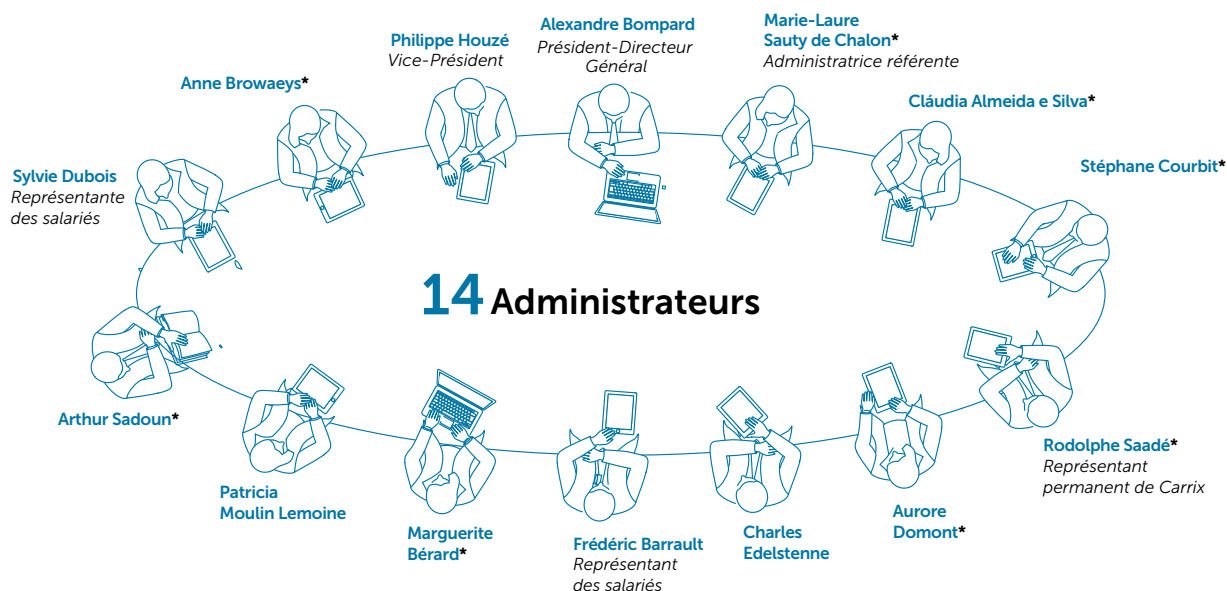 Alexandre Bompard
Président-Directeur
Général
Philippe Houzé
Vice-Président
Marie-Laure
Sauty de Chalon*
Administratrice référente
Anne Browaeys*
Cláudia Almeida e Silva*
Sylvie Dubois
Représentante
des salariés
Stéphane Courbit*
14 Administrateurs
Arthur Sadoun*
Rodolphe Saadé*
Représentant
permanent de Carrix
Patricia
Moulin Lemoine
Marguerite
Bérard*
Frédéric Barrault
Représentant
des salariés
Charles
Edelstenne
Aurore
Domont*